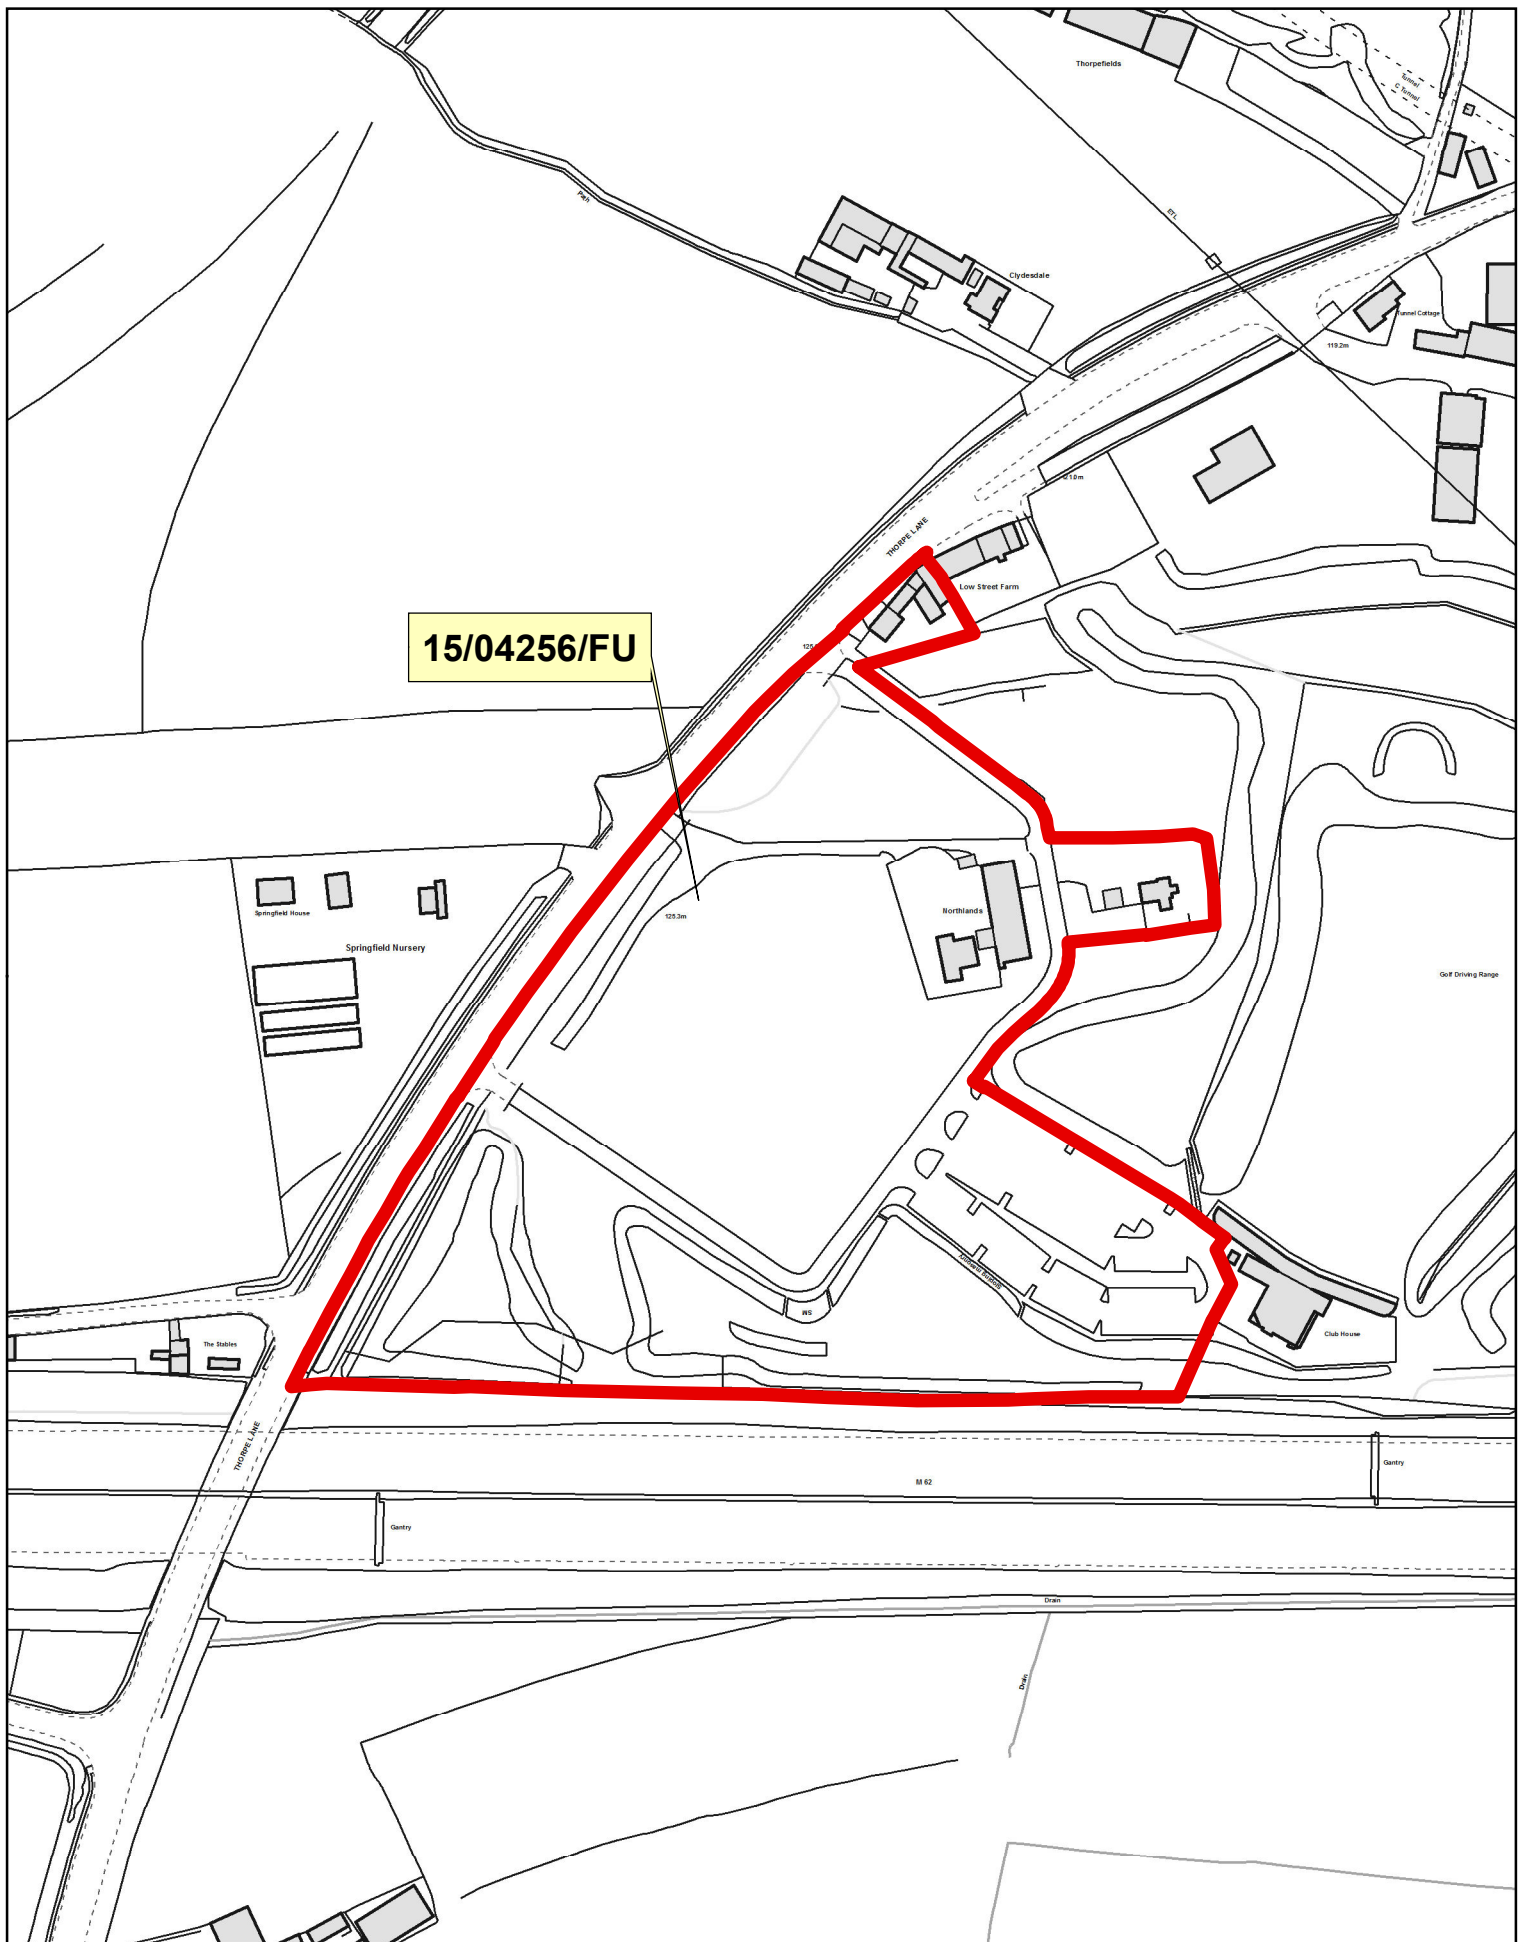 Thorpefields
Tunnel
C Tunnel
Path
ETL
Clydesdale
Tunnel Cottage
119.2m
THORPE LANE
Low Street Farm
15/04256/FU
Springfield House
Springfield Nursery
125.3m
Northlands
Golf Driving Range
SM
The Stables
Club House
THORPE LANE
M 62
Gantry
Gantry
Drain
Drain